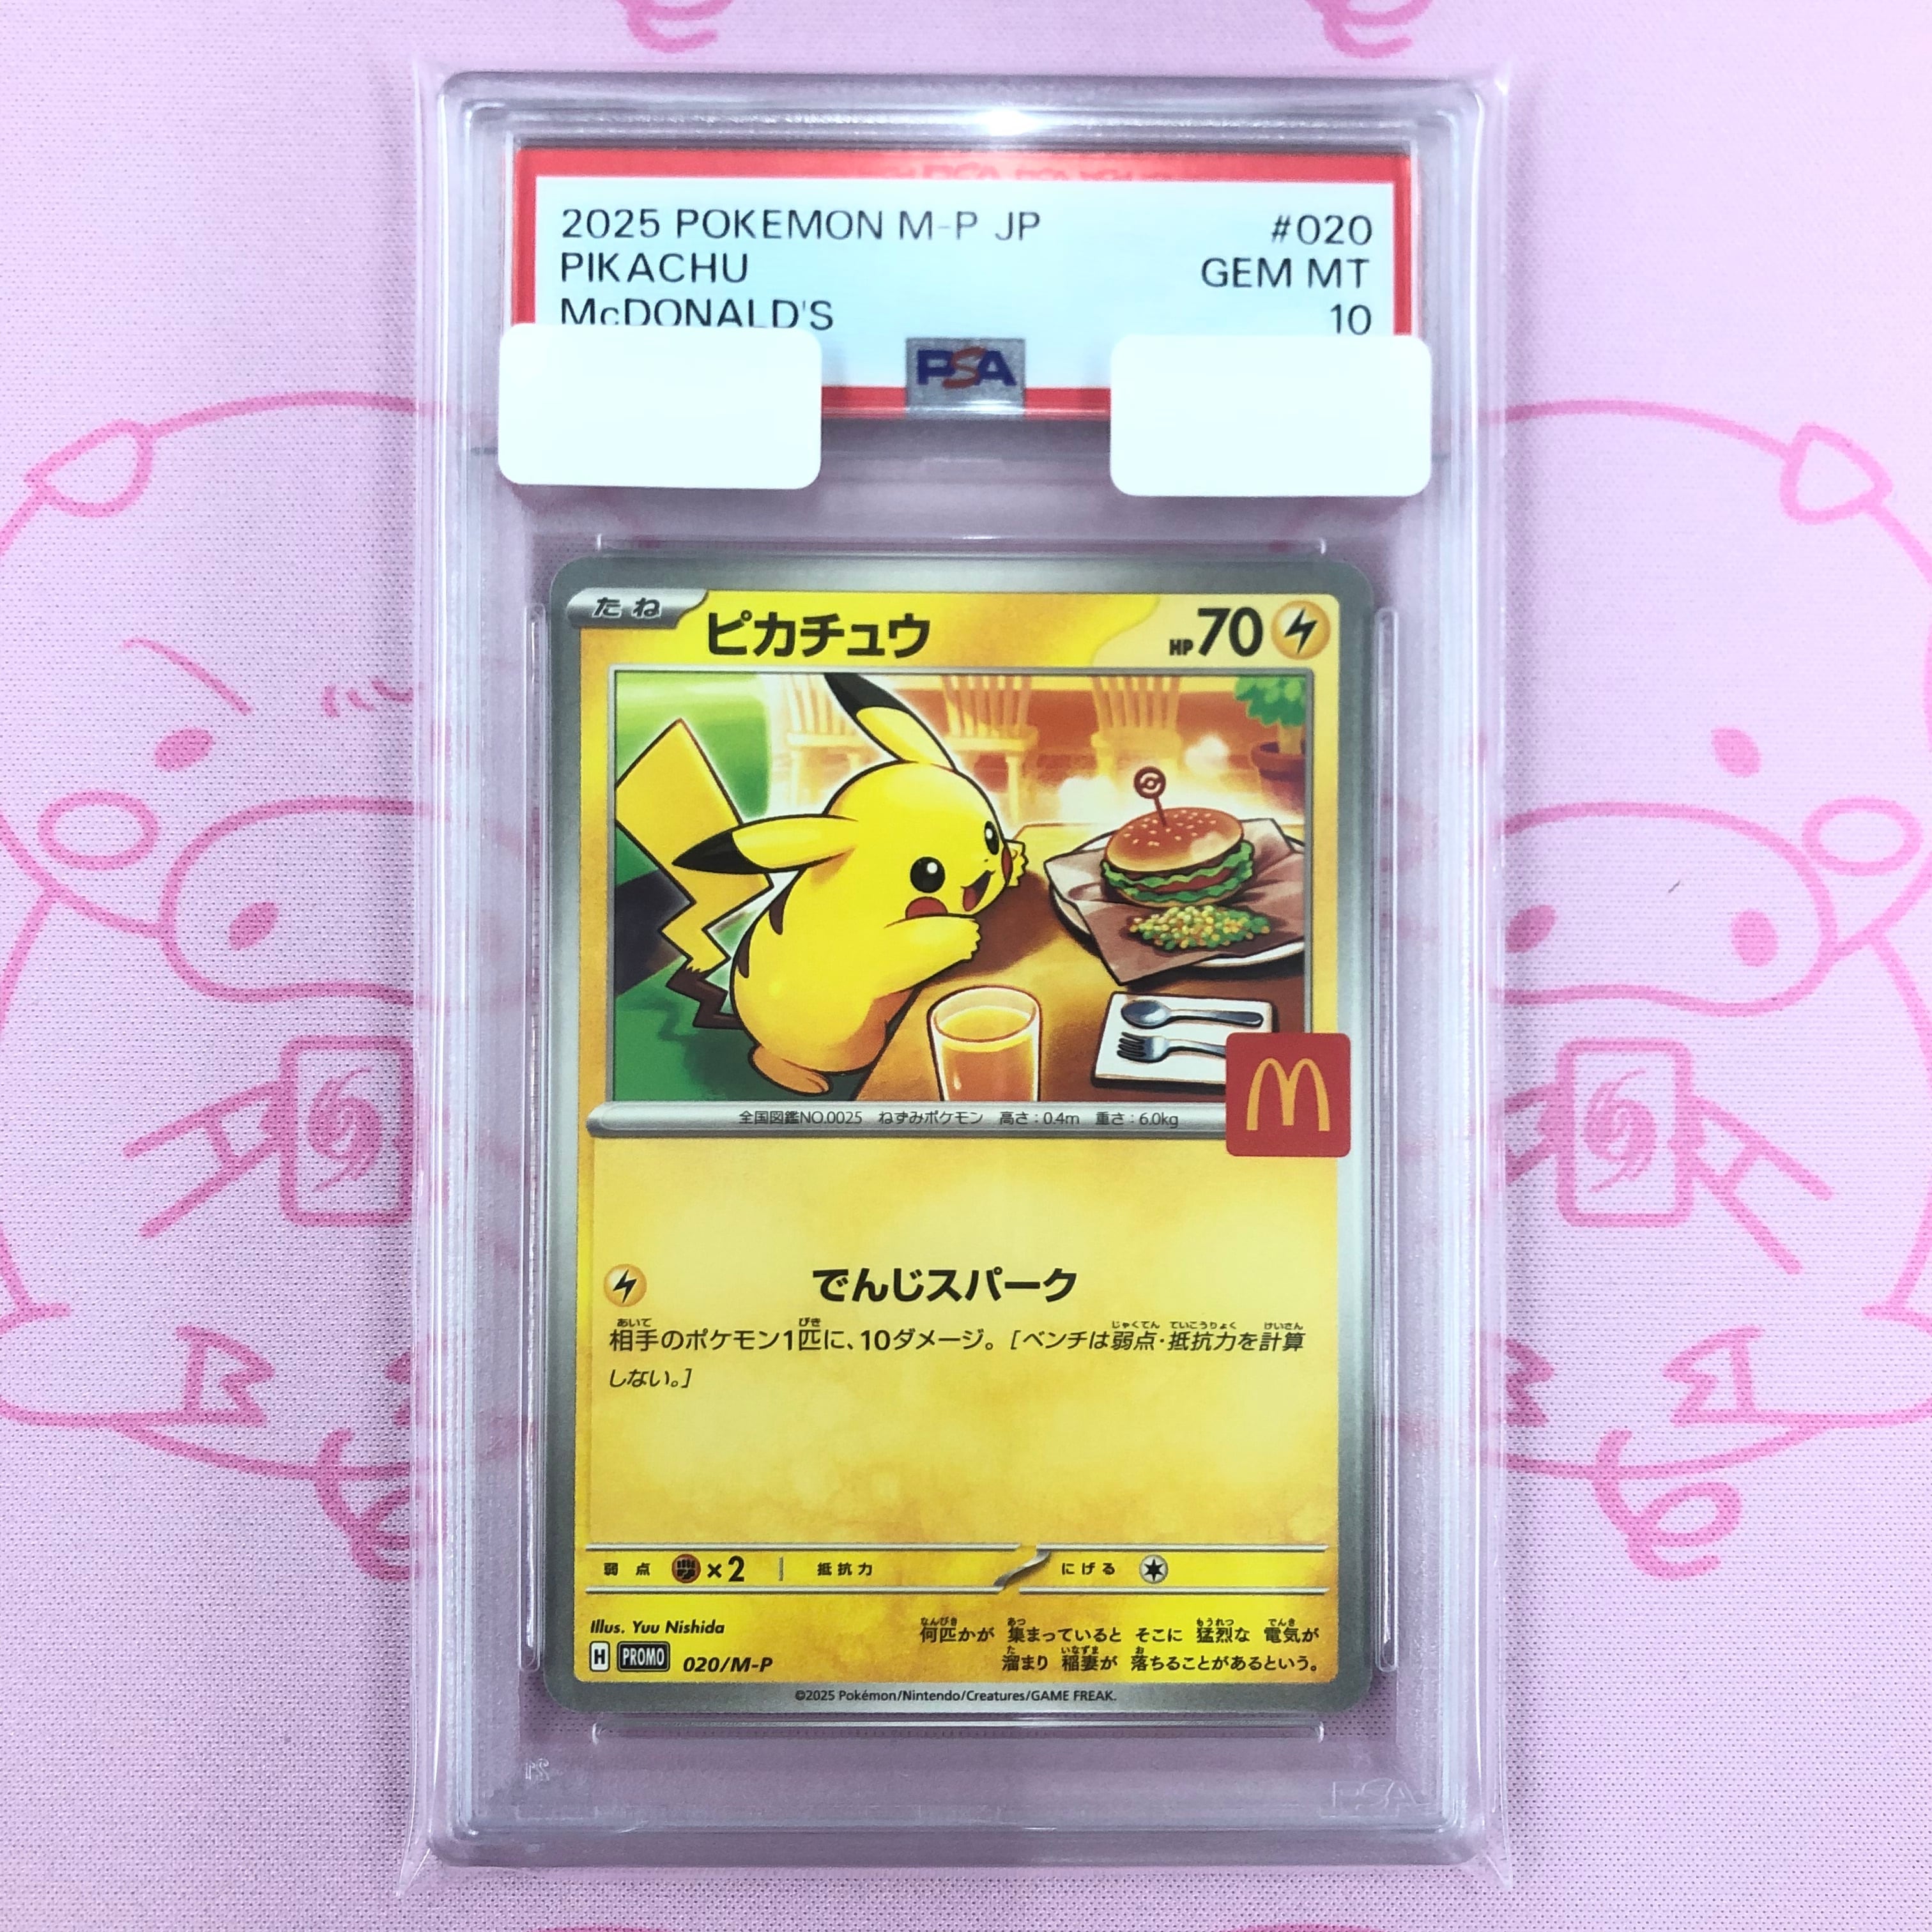 2025 POKEMON M-P JP #020
PIKACHU GEM MT
McDONALD'S 10
PSA
たね ピカチュウ HP70
全国図鑑NO.0025 ねずみポケモン 高さ:0.4m 重さ:6.0kg
でんじスパーク
相手のポケモン1匹に、10ダメージ。[ベンチは弱点・抵抗力を計算
しない。]
弱点 ×2 抵抗力 にげる
Illus. Yuu Nishida
何匹かが 集まっていると そこに 猛烈な 電気が
溜まり 稲妻が 落ちることがあるという。
H PROMO 020/M-P
©2025 Pokémon/Nintendo/Creatures/GAME FREAK.
PSA